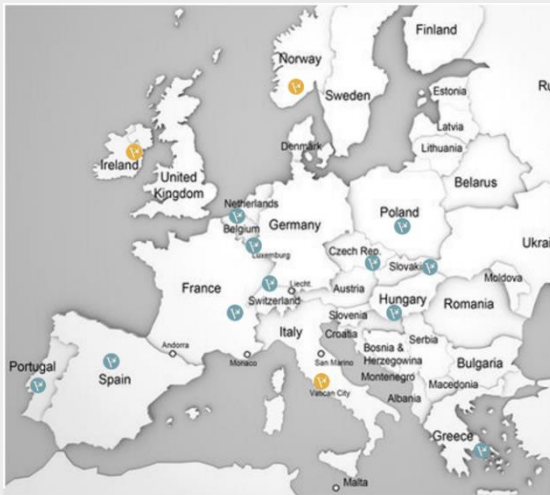 Finland
Norway
Sweden
Estonia
Ru
Latvia
Denmark
Lithuania
Ireland
United
Kingdom
Belarus
Netherlands
Belgium
Germany
Poland
Luxemburg
Czech Rep.
Slovaki
Ukrai
France
Liecht.
Austria
Moldova
Switzerland
Hungary
Romania
Slovenia
Italy
Croatia
Serbia
Andorra
Monaco
San Marino
Bosnia &
Herzegowina
Bulgaria
Portugal
Spain
Montenegro
Macedonia
Vatican City
Albania
Greece
Malta